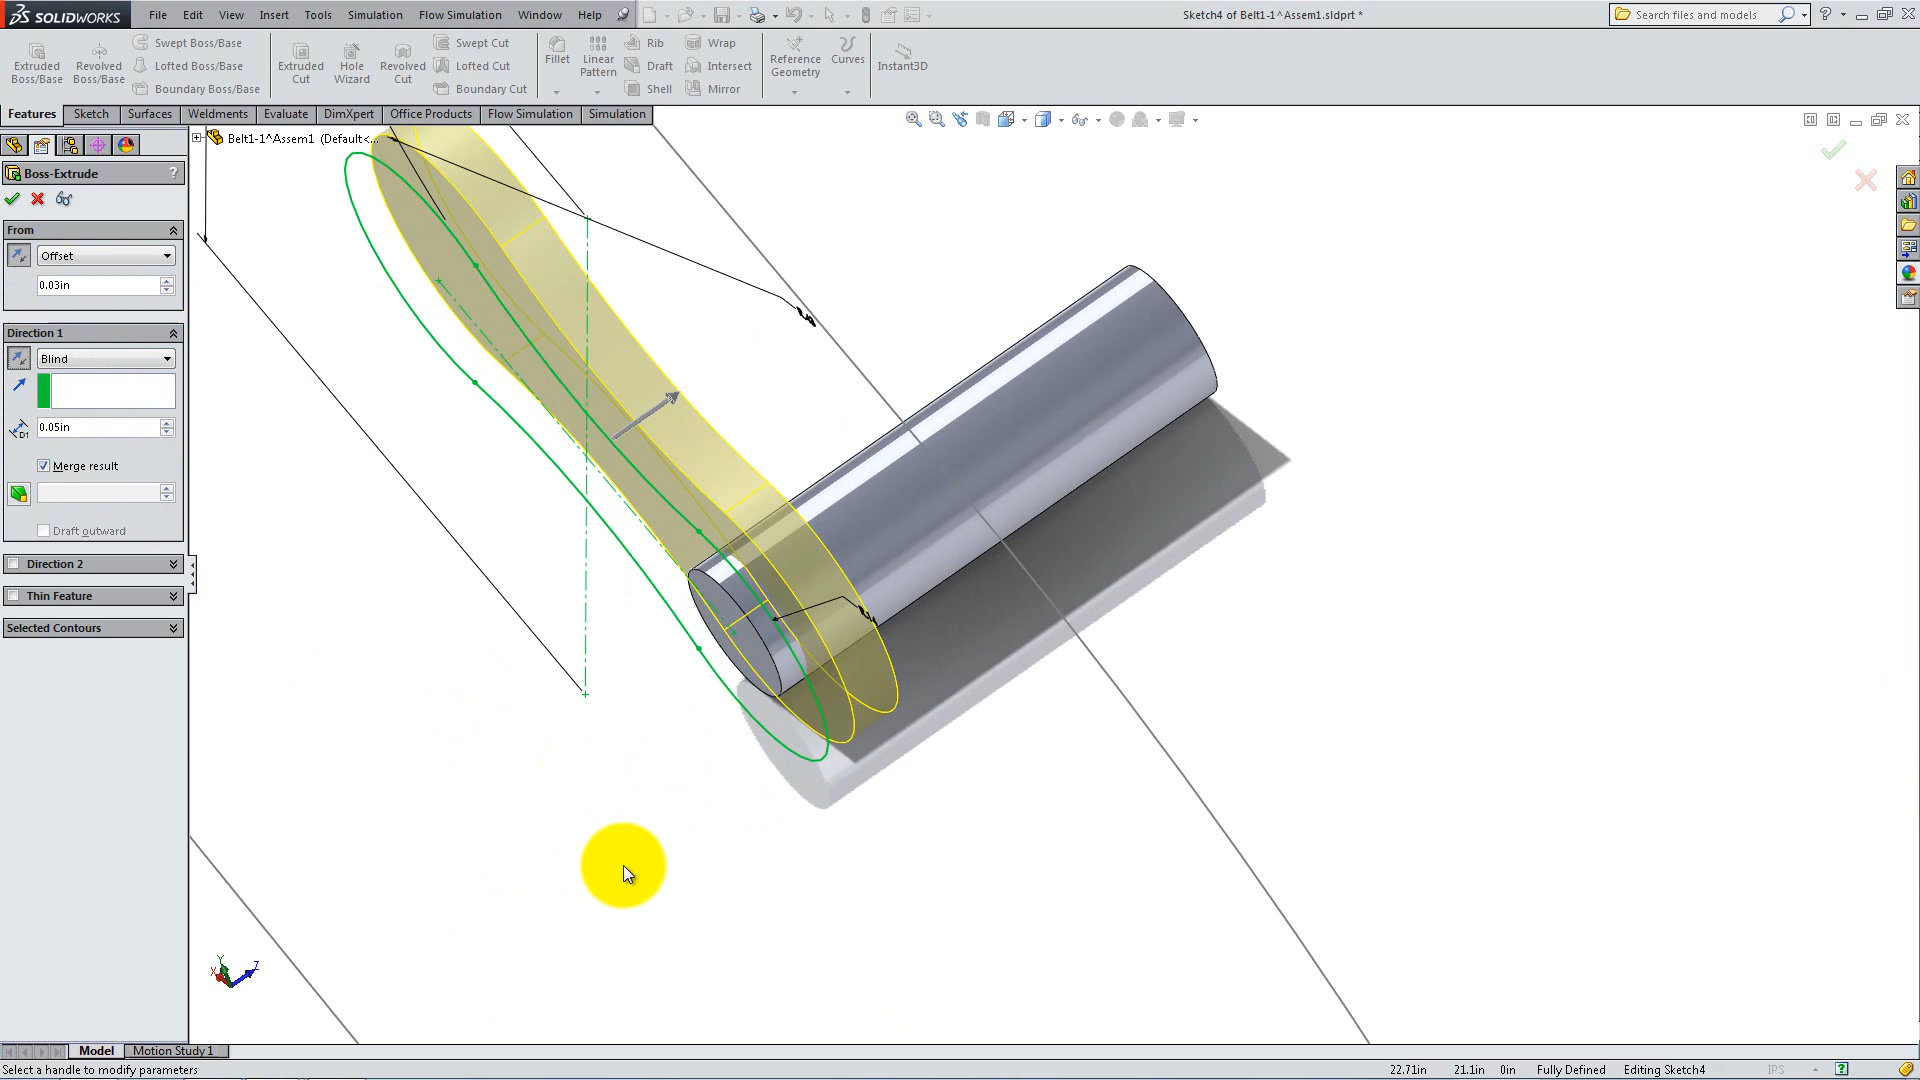 SOLIDWORKS File Edit View Insert Tools Simulation Flow Simulation Window Help Sketch4 of Belt1-1^Assem1.sldprt * Search files and models
Extruded Boss/Base
Revolved Boss/Base
Swept Boss/Base
Lofted Boss/Base
Boundary Boss/Base
Extruded Cut
Hole Wizard
Revolved Cut
Swept Cut
Lofted Cut
Boundary Cut
Fillet
Linear Pattern
Rib
Draft
Shell
Wrap
Intersect
Mirror
Reference Geometry
Curves
Instant3D
Features Sketch Surfaces Weldments Evaluate DimXpert Office Products Flow Simulation Simulation
Belt1-1^Assem1 (Default<...
Boss-Extrude ?
From
Offset
0.03in
Direction 1
Blind
D1
0.05in
Merge result
Draft outward
Direction 2
Thin Feature
Selected Contours
Y
X
Z
Model Motion Study 1
Select a handle to modify parameters 22.71in 21.1in 0in Fully Defined Editing Sketch4 IPS ?